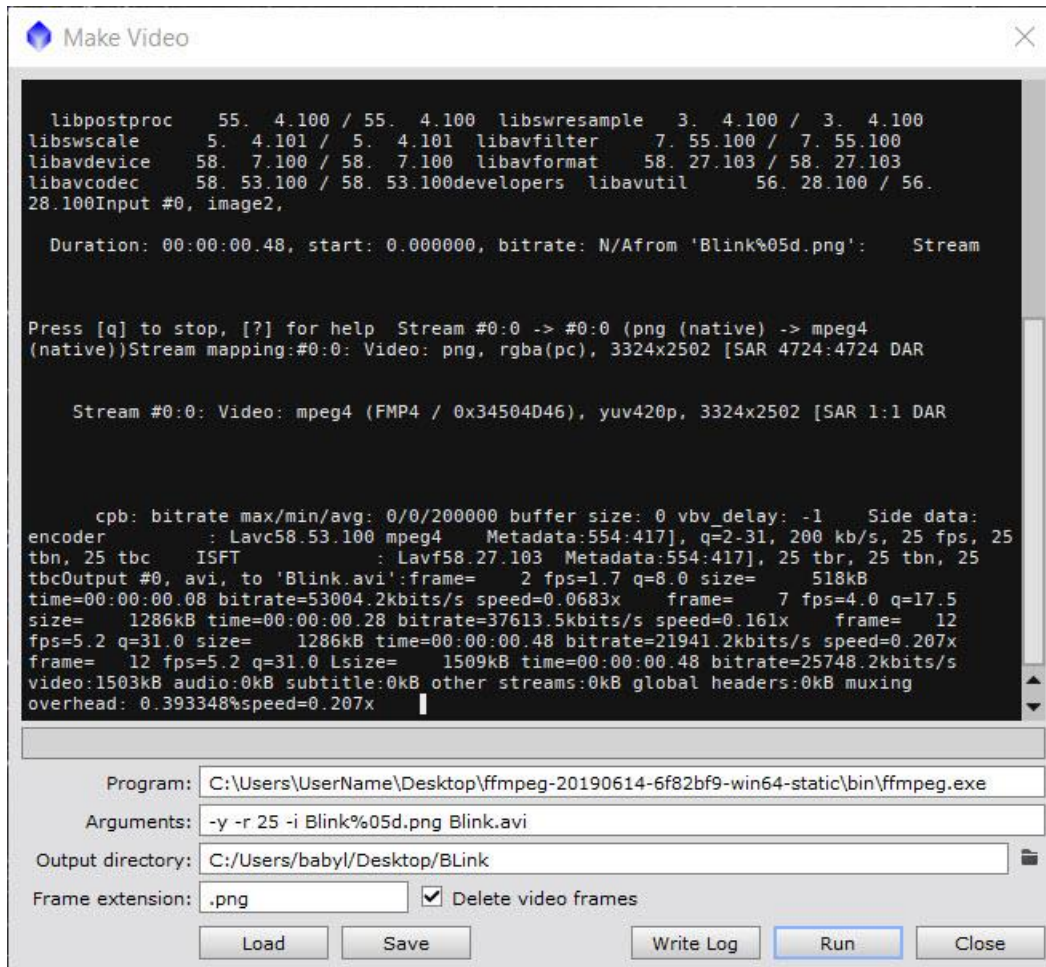 Make Video
libpostproc    55.  4.100 / 55.  4.100  libswresample   3.  4.100 /  3.  4.100
libswscale      5.  4.101 /  5.  4.101  libavfilter     7. 55.100 /  7. 55.100
libavdevice    58.  7.100 / 58.  7.100  libavformat    58. 27.103 / 58. 27.103
libavcodec     58. 53.100 / 58. 53.100developers  libavutil      56. 28.100 / 56.
28.100Input #0, image2,
Duration: 00:00:00.48, start: 0.000000, bitrate: N/Afrom 'Blink%05d.png':    Stream
Press [q] to stop, [?] for help  Stream #0:0 -> #0:0 (png (native) -> mpeg4
(native))Stream mapping:#0:0: Video: png, rgba(pc), 3324x2502 [SAR 4724:4724 DAR
Stream #0:0: Video: mpeg4 (FMP4 / 0x34504D46), yuv420p, 3324x2502 [SAR 1:1 DAR
cpb: bitrate max/min/avg: 0/0/200000 buffer size: 0 vbv_delay: -1    Side data:
encoder         : Lavc58.53.100 mpeg4    Metadata:554:417], q=2-31, 200 kb/s, 25 fps, 25
tbn, 25 tbc    ISFT            : Lavf58.27.103  Metadata:554:417], 25 tbr, 25 tbn, 25
tbcOutput #0, avi, to 'Blink.avi':frame=    2 fps=1.7 q=8.0 size=     518kB
time=00:00:00.08 bitrate=53004.2kbits/s speed=0.0683x    frame=    7 fps=4.0 q=17.5
size=    1286kB time=00:00:00.28 bitrate=37613.5kbits/s speed=0.161x    frame=   12
fps=5.2 q=31.0 size=    1286kB time=00:00:00.48 bitrate=21941.2kbits/s speed=0.207x
frame=   12 fps=5.2 q=31.0 Lsize=    1509kB time=00:00:00.48 bitrate=25748.2kbits/s
video:1503kB audio:0kB subtitle:0kB other streams:0kB global headers:0kB muxing
overhead: 0.393348%speed=0.207x
Program: C:\Users\UserName\Desktop\ffmpeg-20190614-6f82bf9-win64-static\bin\ffmpeg.exe
Arguments: -y -r 25 -i Blink%05d.png Blink.avi
Output directory: C:/Users/babyl/Desktop/BLink
Frame extension: .png Delete video frames
Load Save Write Log Run Close